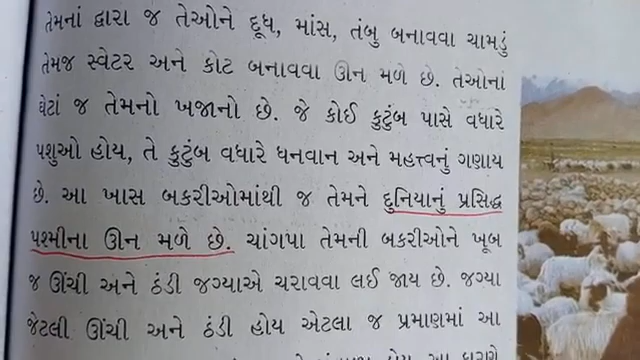 તેમનાં દ્વારા જ તેઓને દૂધ, માંસ, તંબુ બનાવવા ચામડું
તેમજ સ્વેટર અને કોટ બનાવવા ઊન મળે છે. તેઓનાં
ઘેટાં જ તેમનો ખજાનો છે. જે કોઈ કુટુંબ પાસે વધારે
પશુઓ હોય, તે કુટુંબ વધારે ધનવાન અને મહત્ત્વનું ગણાય
છે. આ ખાસ બકરીઓમાંથી જ તેમને દુનિયાનું પ્રસિદ્ધ
પશ્મીના ઊન મળે છે. ચાંગપા તેમની બકરીઓને ખૂબ
જ ઊંચી અને ઠંડી જગ્યાએ ચરાવવા લઈ જાય છે. જગ્યા
જેટલી ઊંચી અને ઠંડી હોય એટલા જ પ્રમાણમાં આ